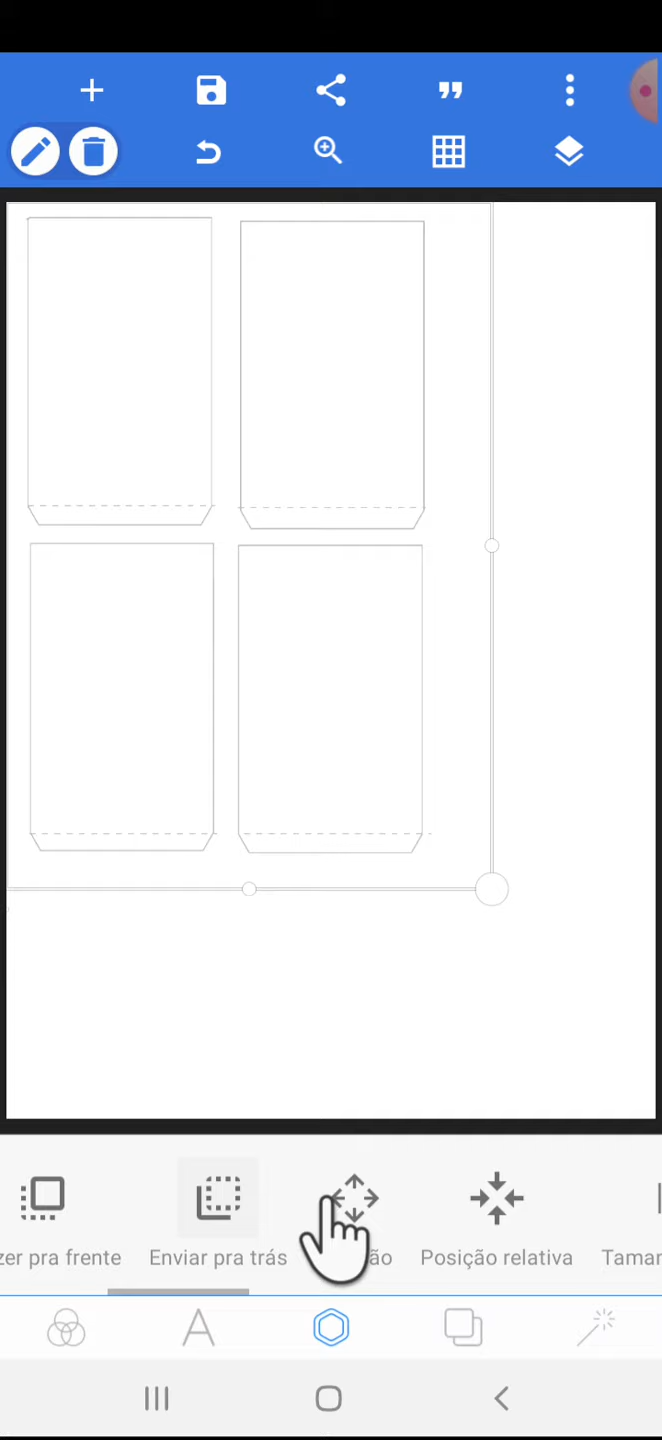 zer pra frente
Enviar pra trás
ão
Posição relativa
Tamar